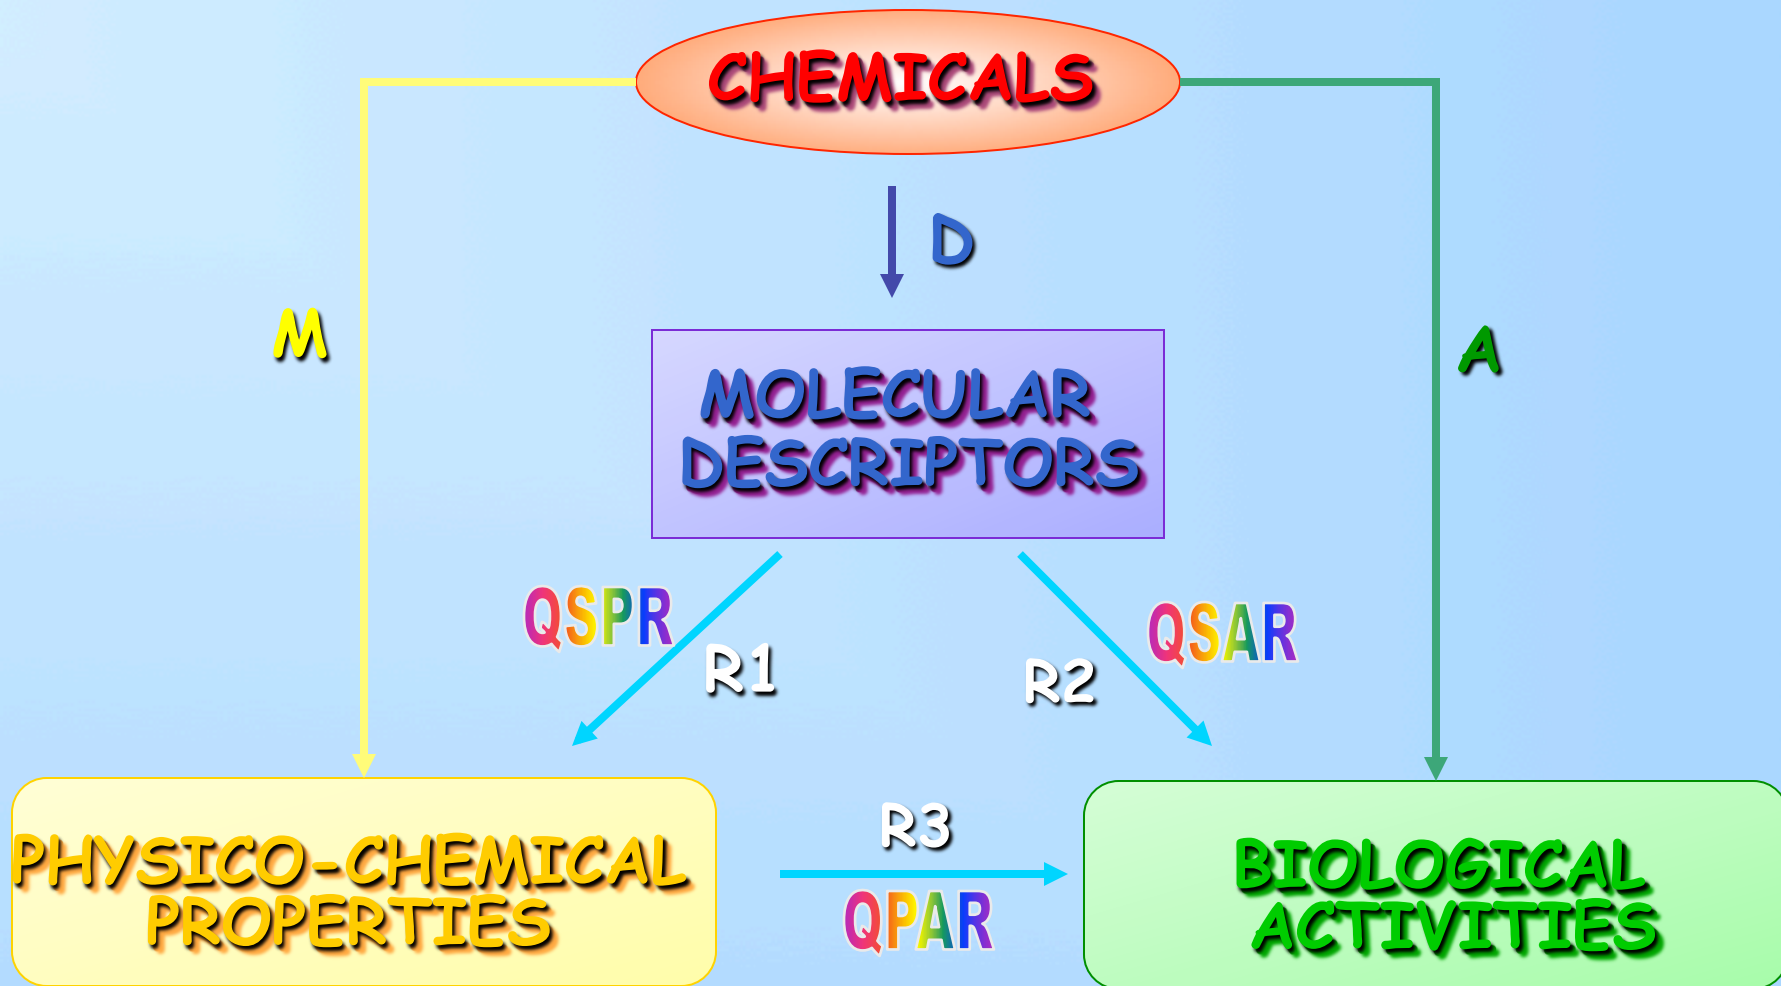 CHEMICALS
D
M
A
MOLECULAR
DESCRIPTORS
QSPR
QSAR
R1
R2
R3
PHYSICO-CHEMICAL
PROPERTIES
QPAR
BIOLOGICAL
ACTIVITIES